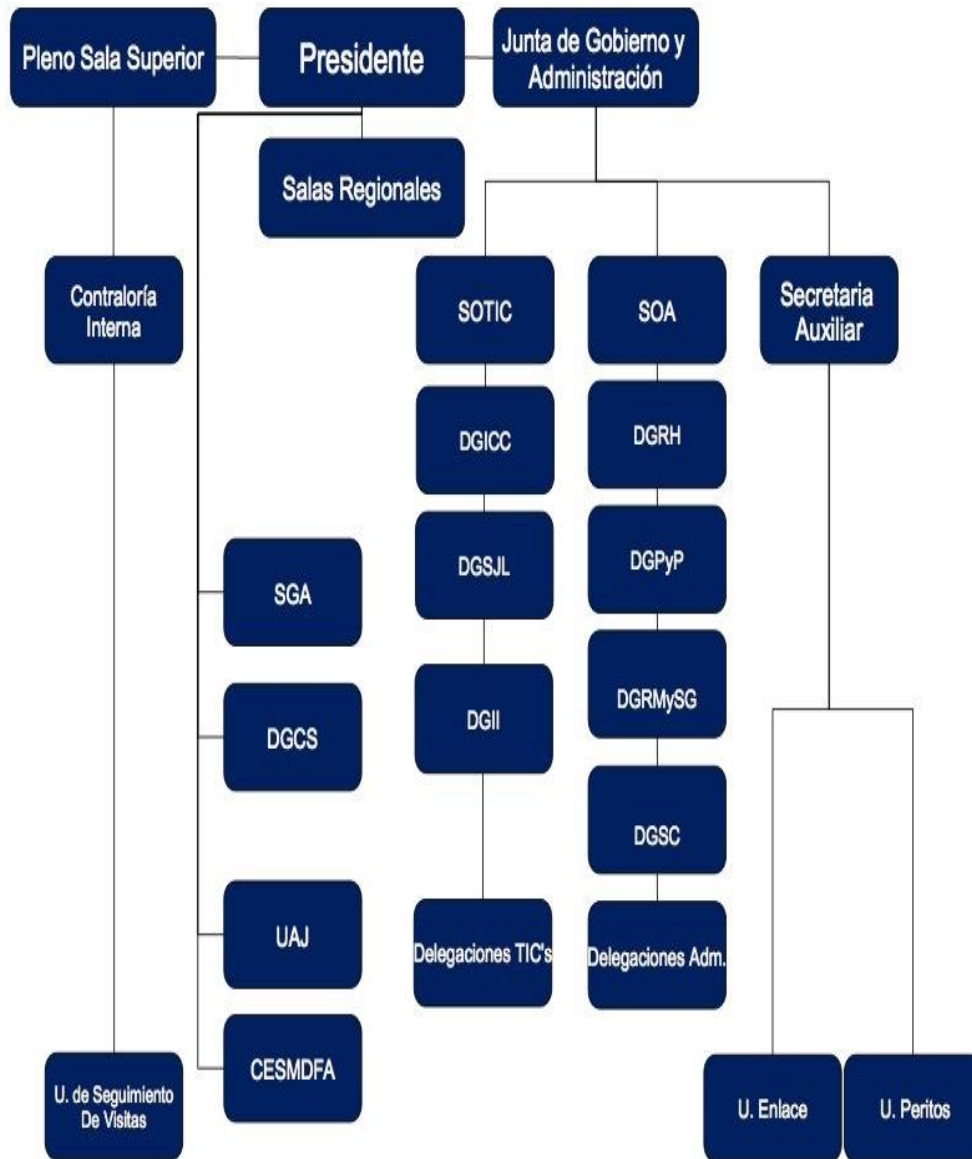 Pleno Sala Superior
Presidente
Junta de Gobierno y
Administración
Salas Regionales
Contraloría
Interna
SOTIC
SOA
Secretaria
Auxiliar
DGICC
DGRH
DGSJL
DGPyP
SGA
DGII
DGRMySG
DGCS
DGSC
UAJ
Delegaciones TIC's
Delegaciones Adm.
CESMDFA
U. de Seguimiento
De Visitas
U. Enlace
U. Peritos